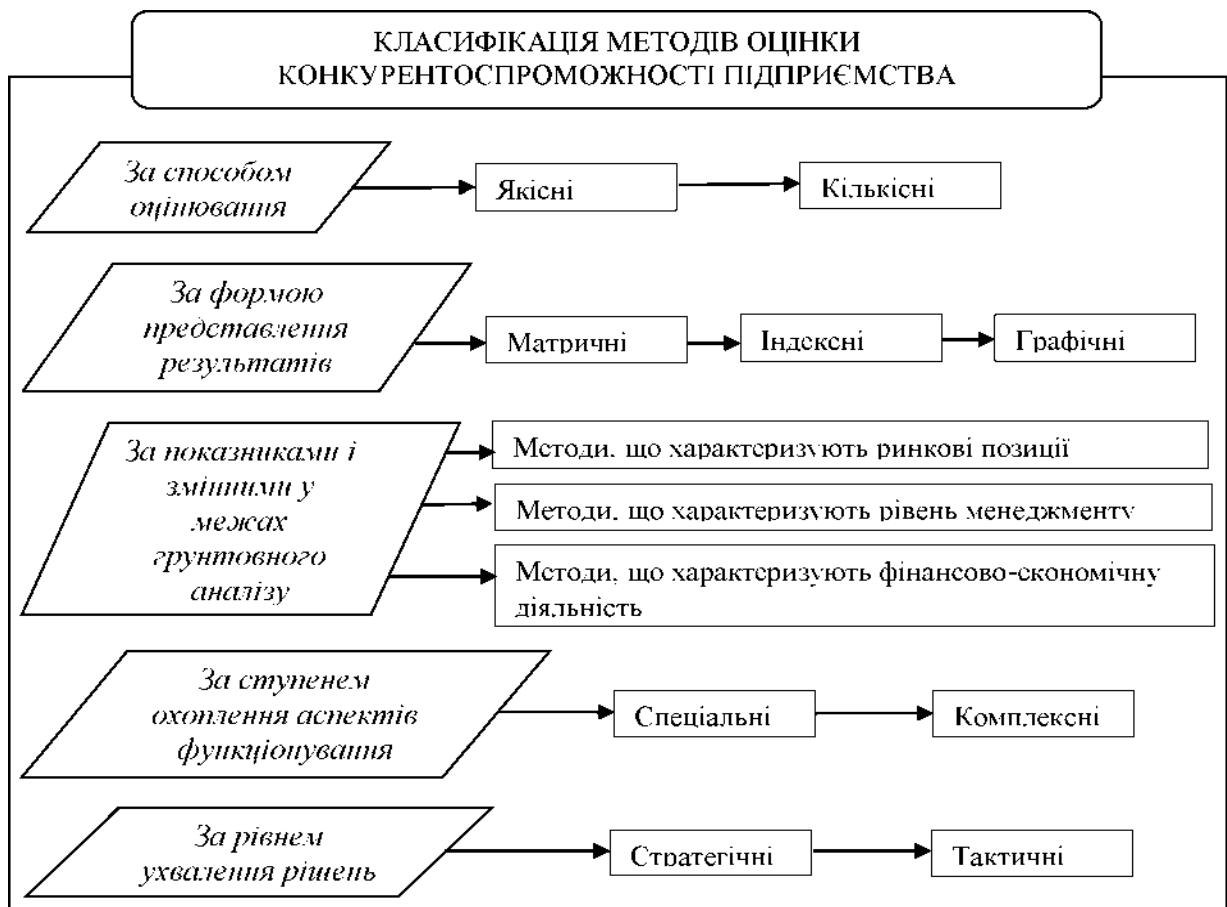 КЛАСИФІКАЦІЯ МЕТОДІВ ОЦІНКИ
КОНКУРЕНТОСПРОМОЖНОСТІ ПІДПРИЄМСТВА
За способом
оцінювання
Якісні
Кількісні
За формою
представлення
результатів
Матричні
Індексні
Графічні
За показниками і
змінними у
межах
грунтовного
аналізу
Методи, що характеризують ринкові позиції
Методи, що характеризують рівень менеджменту
Методи, що характеризують фінансово-економічну
діяльність
За ступенем
охоплення аспектів
функціонування
Спеціальні
Комплексні
За рівнем
ухвалення рішень
Стратегічні
Тактичні